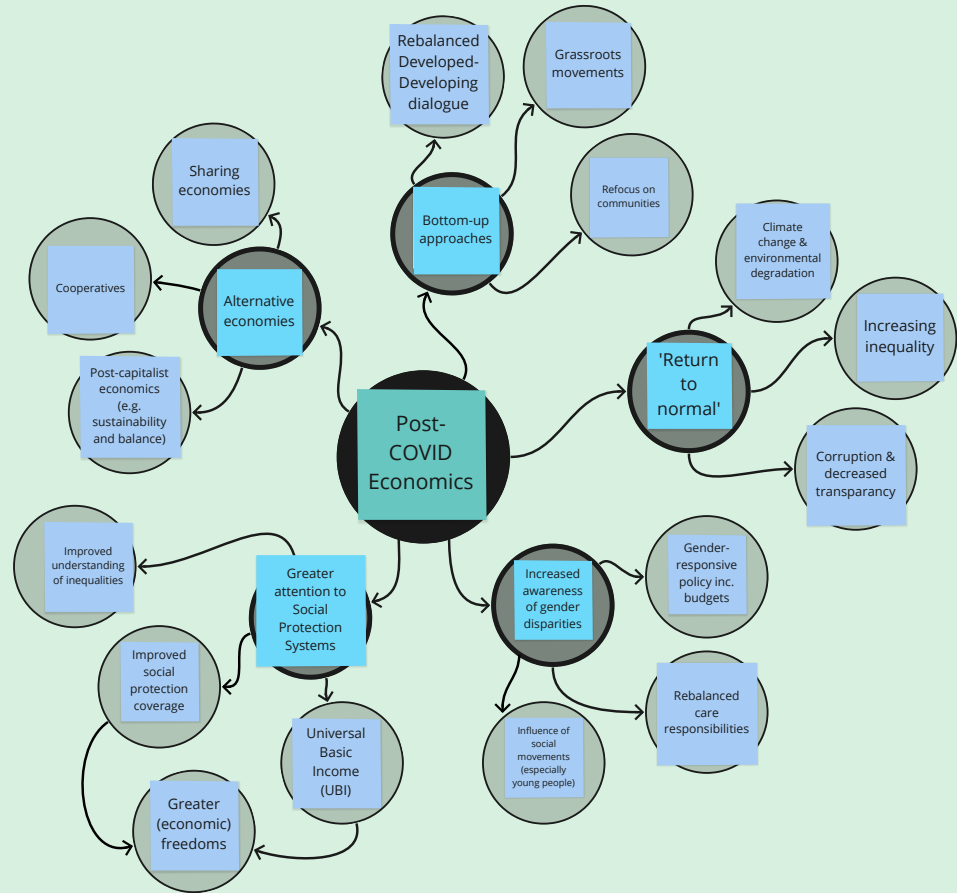 Post-
COVID
Economics
Bottom-up
approaches
Rebalanced
Developed-
Developing
dialogue
Grassroots
movements
Refocus on
communities
'Return
to
normal'
Climate
change &
environmental
degradation
Increasing
inequality
Corruption &
decreased
transparancy
Increased
awareness
of gender
disparities
Gender-
responsive
policy inc.
budgets
Rebalanced
care
responsibilities
Influence of
social
movements
(especially
young people)
Greater
attention to
Social
Protection
Systems
Improved
understanding
of inequalities
Improved
social
protection
coverage
Universal
Basic
Income
(UBI)
Greater
(economic)
freedoms
Alternative
economies
Sharing
economies
Cooperatives
Post-capitalist
economics
(e.g.
sustainability
and balance)